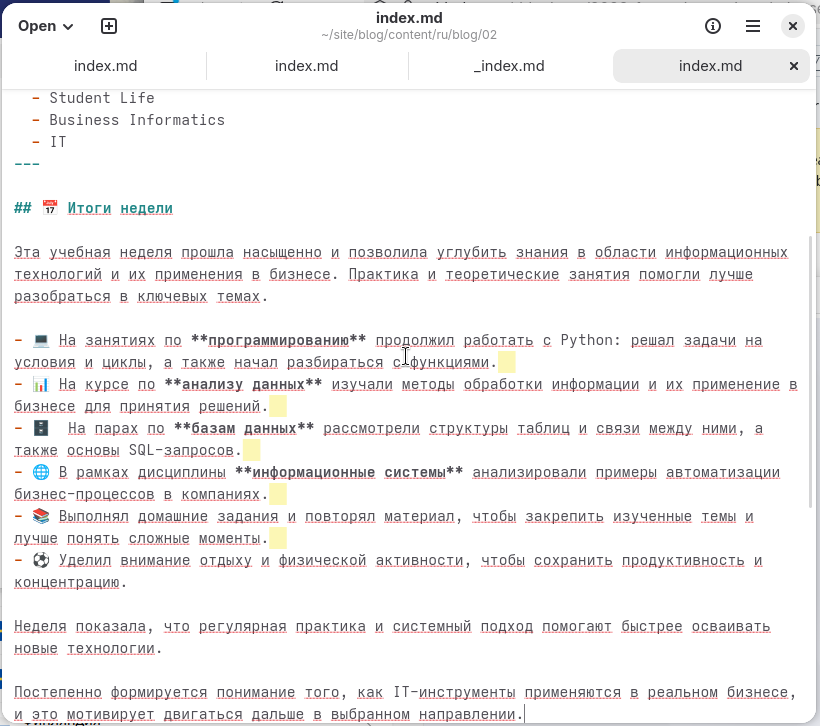 Open
index.md
~/site/blog/content/ru/blog/02
index.md
index.md
_index.md
index.md
- Student Life
- Business Informatics
- IT
---
## 📅 Итоги недели
Эта учебная неделя прошла насыщенно и позволила углубить знания в области информационных
технологий и их применения в бизнесе. Практика и теоретические занятия помогли лучше
разобраться в ключевых темах.
- 💻 На занятиях по **программированию** продолжил работать с Python: решал задачи на
условия и циклы, а также начал разбираться с функциями.
- 📊 На курсе по **анализу данных** изучали методы обработки информации и их применение в
бизнесе для принятия решений.
- 🗄️ На парах по **базам данных** рассмотрели структуры таблиц и связи между ними, а
также основы SQL-запросов.
- 🌐 В рамках дисциплины **информационные системы** анализировали примеры автоматизации
бизнес-процессов в компаниях.
- 📚 Выполнял домашние задания и повторял материал, чтобы закрепить изученные темы и
лучше понять сложные моменты.
- ⚽ Уделил внимание отдыху и физической активности, чтобы сохранить продуктивность и
концентрацию.
Неделя показала, что регулярная практика и системный подход помогают быстрее осваивать
новые технологии.
Постепенно формируется понимание того, как IT-инструменты применяются в реальном бизнесе,
и это мотивирует двигаться дальше в выбранном направлении.